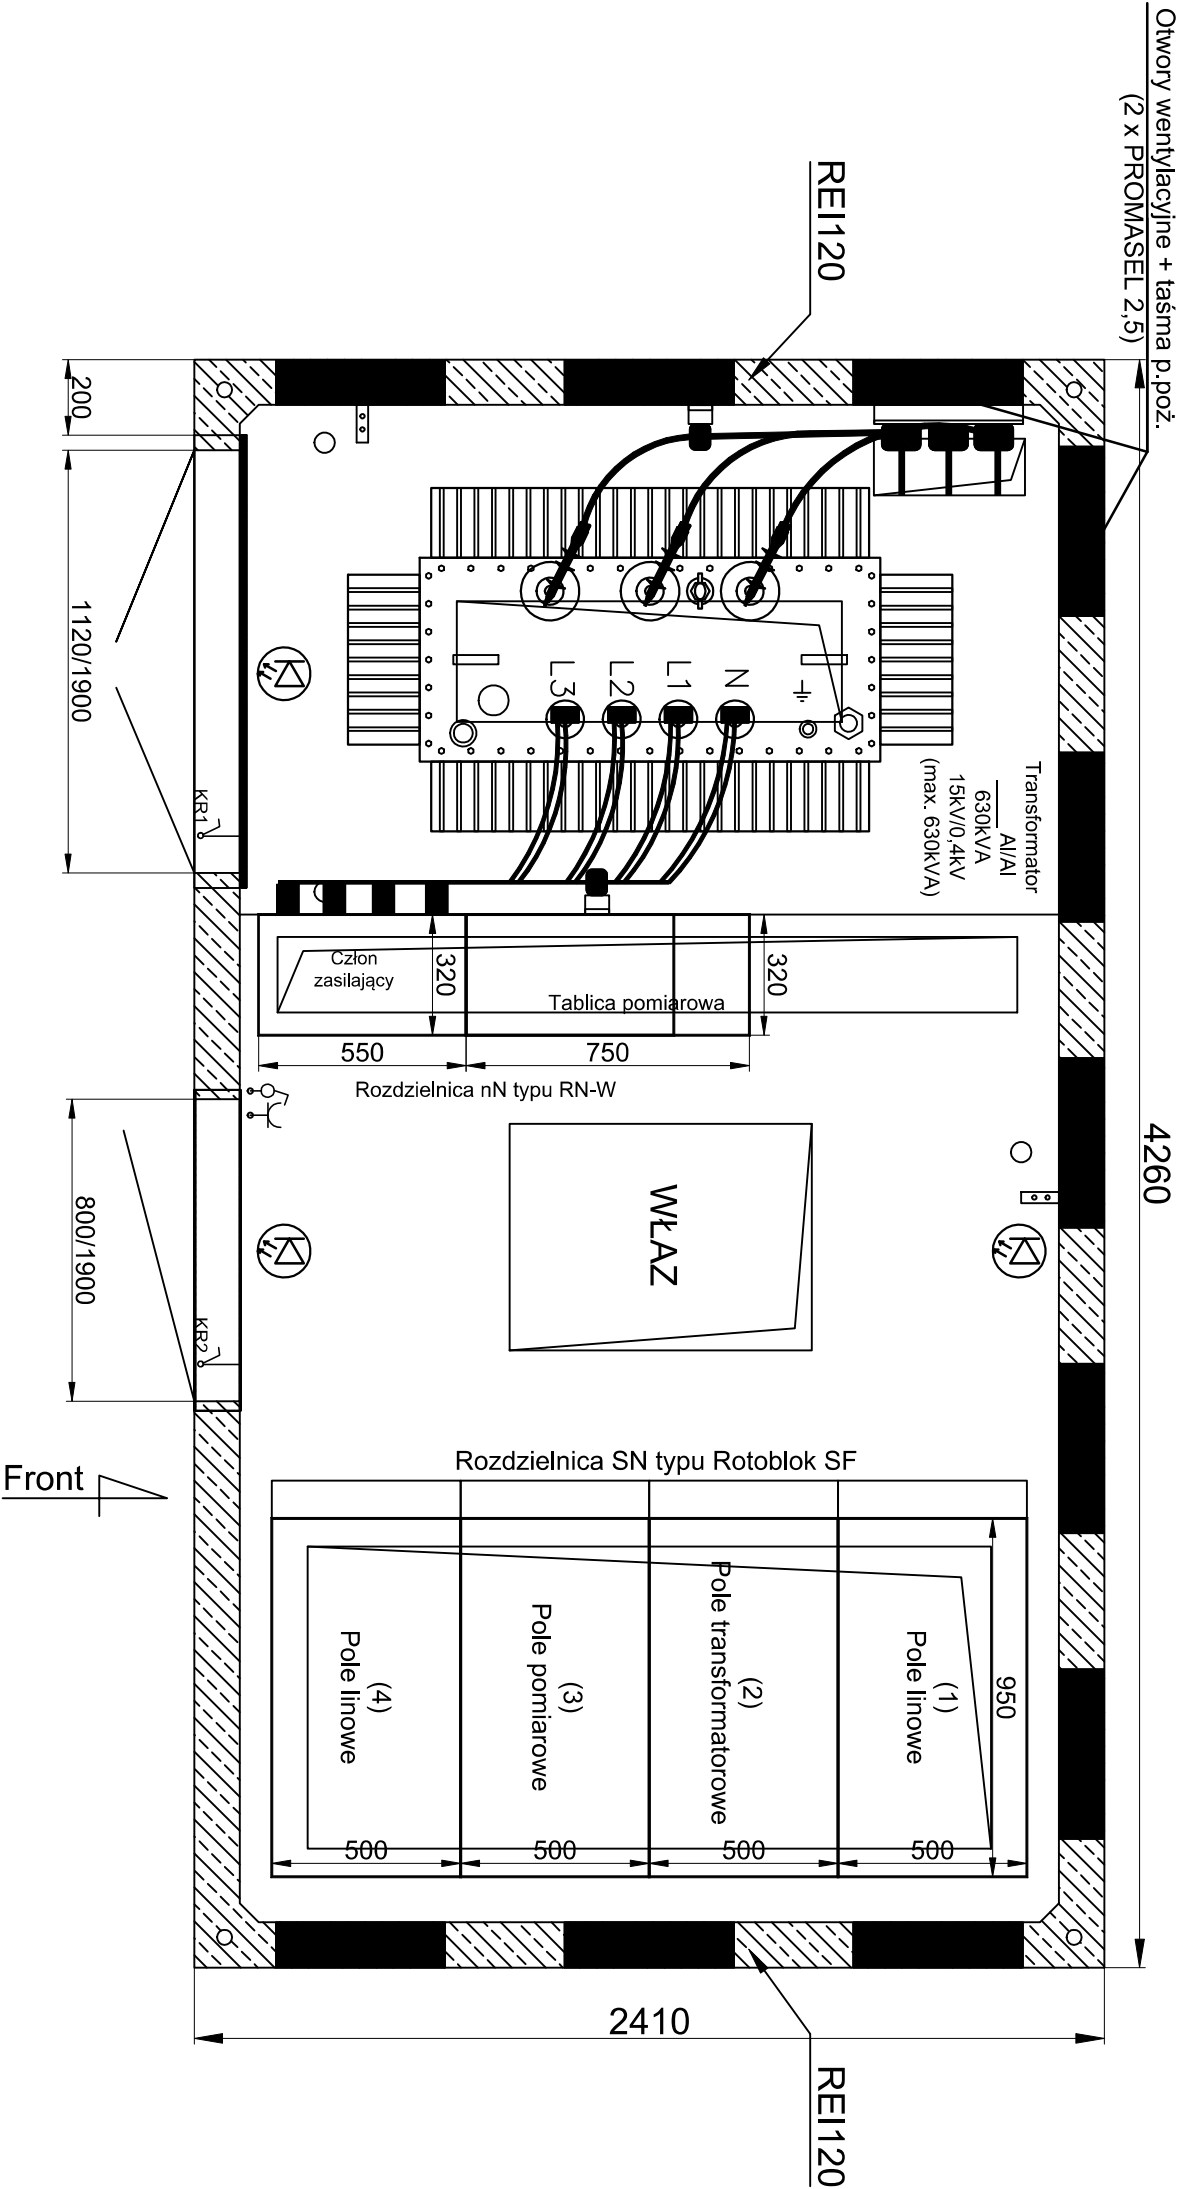 Otwory wentylacyjne + taśma p.poż.
(2 x PROMASEL 2,5)
REI120
200
1120/1900
KR1
L3
L2
L1
N
Transformator
Al/Al
630kVA
15kV/0,4kV
(max. 630kVA)
Człon
zasilający
320
Tablica pomiarowa
320
550
750
Rozdzielnica nN typu RN-W
4260
WŁAZ
800/1900
KR2
Front
Rozdzielnica SN typu Rotoblok SF
950
(1)
Pole linowe
(2)
Pole transformatorowe
(3)
Pole pomiarowe
(4)
Pole linowe
500
500
500
500
2410
REI120